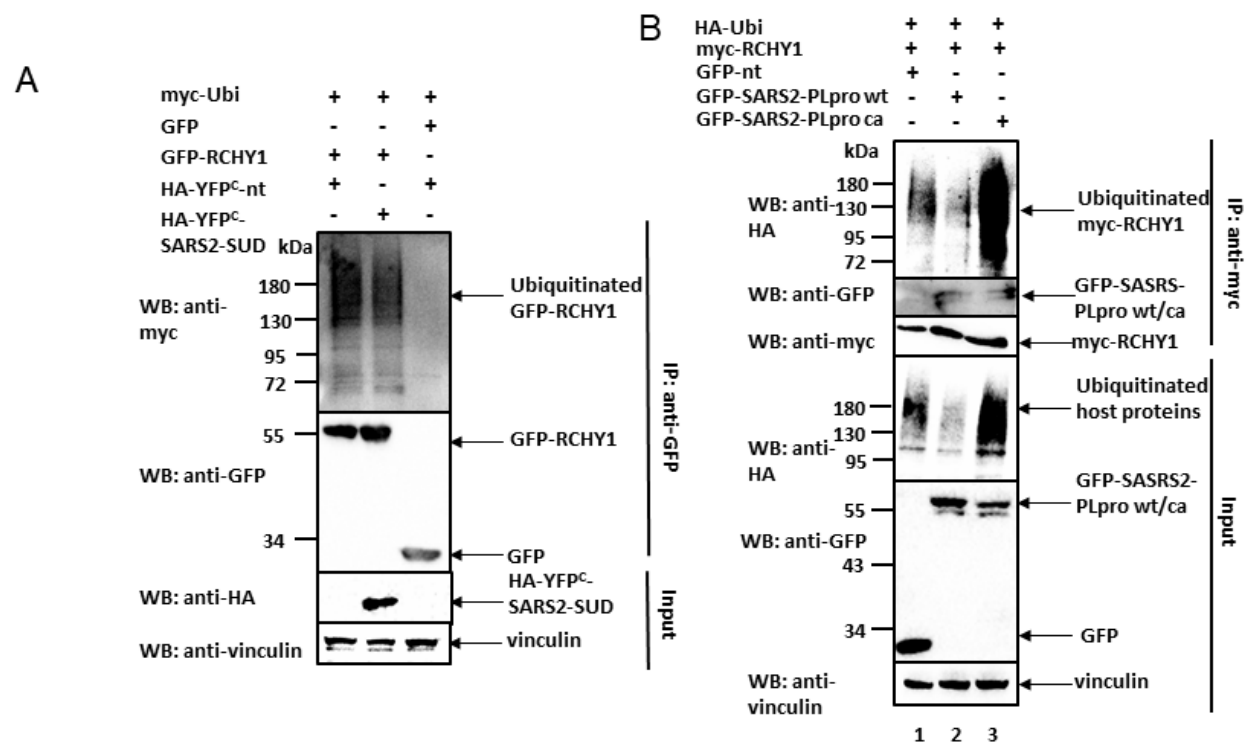 A
myc-Ubi + + +
GFP - - +
GFP-RCHY1 + + -
HA-YFPC-nt + - +
HA-YFPC- - + -
SARS2-SUD kDa
180
130
95
72
WB: anti-
myc
Ubiquitinated
GFP-RCHY1
55
34
WB: anti-GFP
GFP-RCHY1
GFP
IP: anti-GFP
WB: anti-HA
HA-YFPC-
SARS2-SUD
WB: anti-vinculin
vinculin
Input
B
HA-Ubi + + +
myc-RCHY1 + + +
GFP-nt + - -
GFP-SARS2-PLpro wt - + -
GFP-SARS2-PLpro ca - - +
kDa
180
130
95
72
WB: anti-
HA
Ubiquitinated
myc-RCHY1
WB: anti-GFP
GFP-SASRS-
PLpro wt/ca
WB: anti-myc
myc-RCHY1
IP: anti-myc
180
130
95
WB: anti-
HA
Ubiquitinated
host proteins
55
43
34
WB: anti-GFP
GFP-SASRS2-
PLpro wt/ca
GFP
WB: anti-
vinculin
vinculin
Input
1 2 3